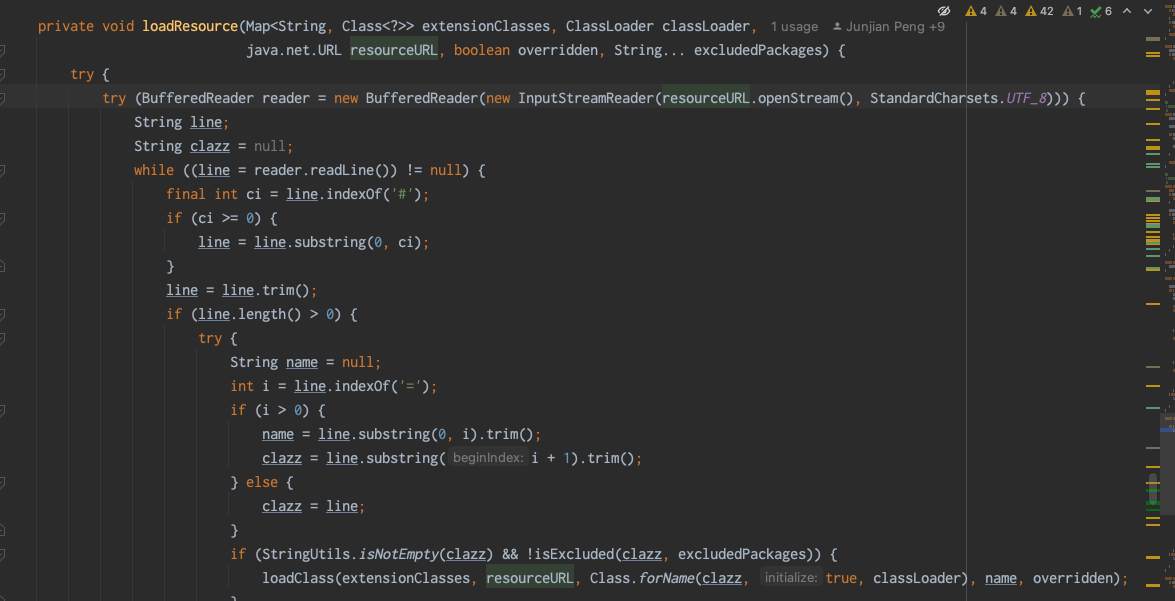 4 4 42 1 6
private void loadResource(Map<String, Class<?>> extensionClasses, ClassLoader classLoader, 1 usage Junjian Peng +9
java.net.URL resourceURL, boolean overridden, String... excludedPackages) {
try {
try (BufferedReader reader = new BufferedReader(new InputStreamReader(resourceURL.openStream(), StandardCharsets.UTF_8))) {
String line;
String clazz = null;
while ((line = reader.readLine()) != null) {
final int ci = line.indexOf('#');
if (ci >= 0) {
line = line.substring(0, ci);
}
line = line.trim();
if (line.length() > 0) {
try {
String name = null;
int i = line.indexOf('=');
if (i > 0) {
name = line.substring(0, i).trim();
clazz = line.substring( beginIndex: i + 1).trim();
} else {
clazz = line;
}
if (StringUtils.isNotEmpty(clazz) && !isExcluded(clazz, excludedPackages)) {
loadClass(extensionClasses, resourceURL, Class.forName(clazz, initialize: true, classLoader), name, overridden);
}